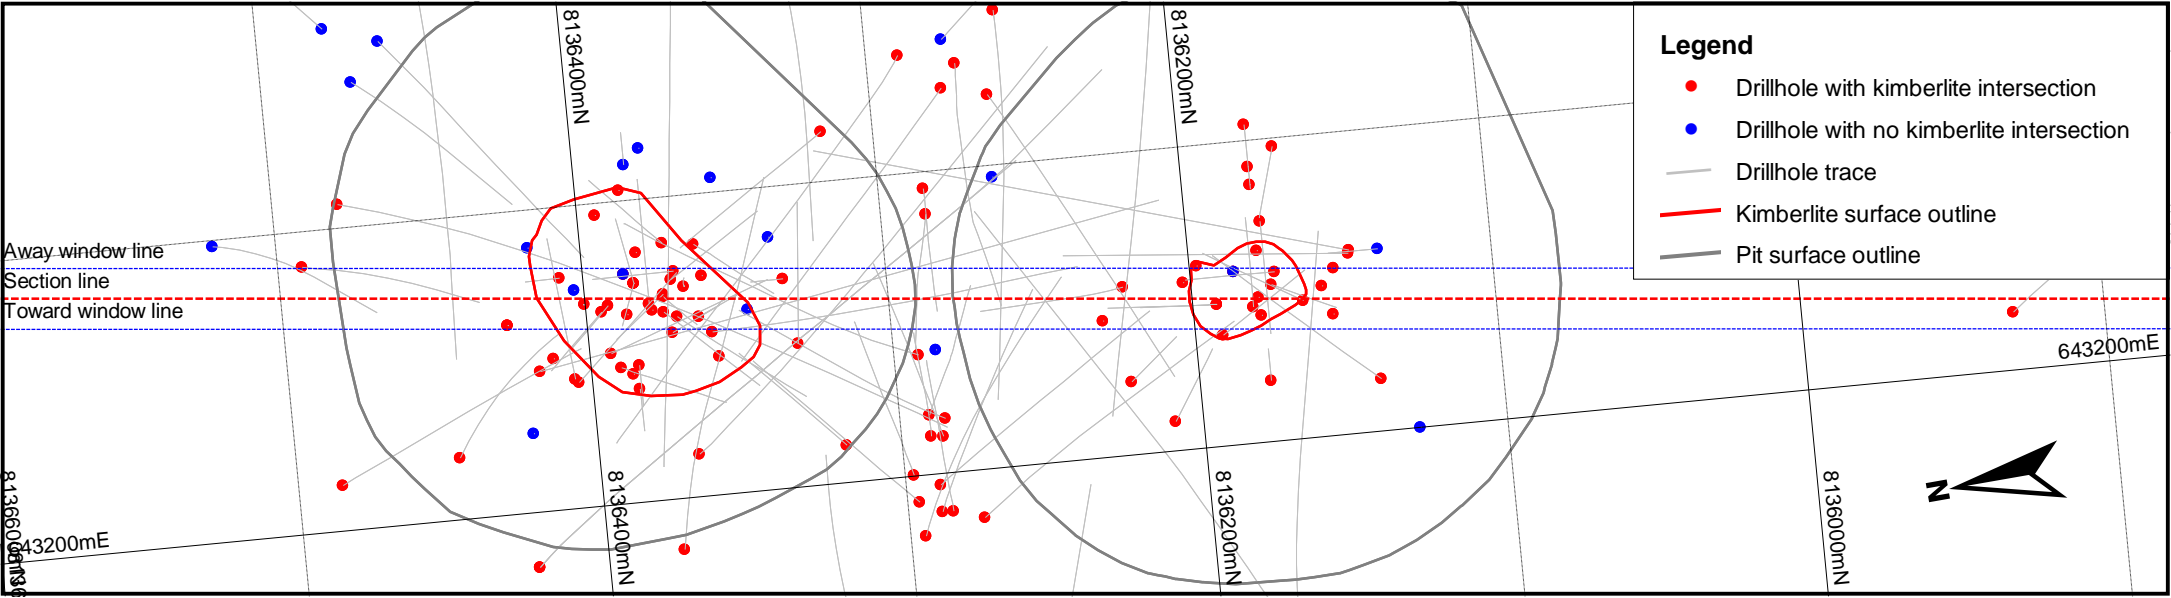 8136400mN
8136200mN
Legend
Drillhole with kimberlite intersection
Drillhole with no kimberlite intersection
Drillhole trace
Kimberlite surface outline
Pit surface outline
Away window line
Section line
Toward window line
643200mE
8136400mN
8136200mN
8136000mN
N
43200mE